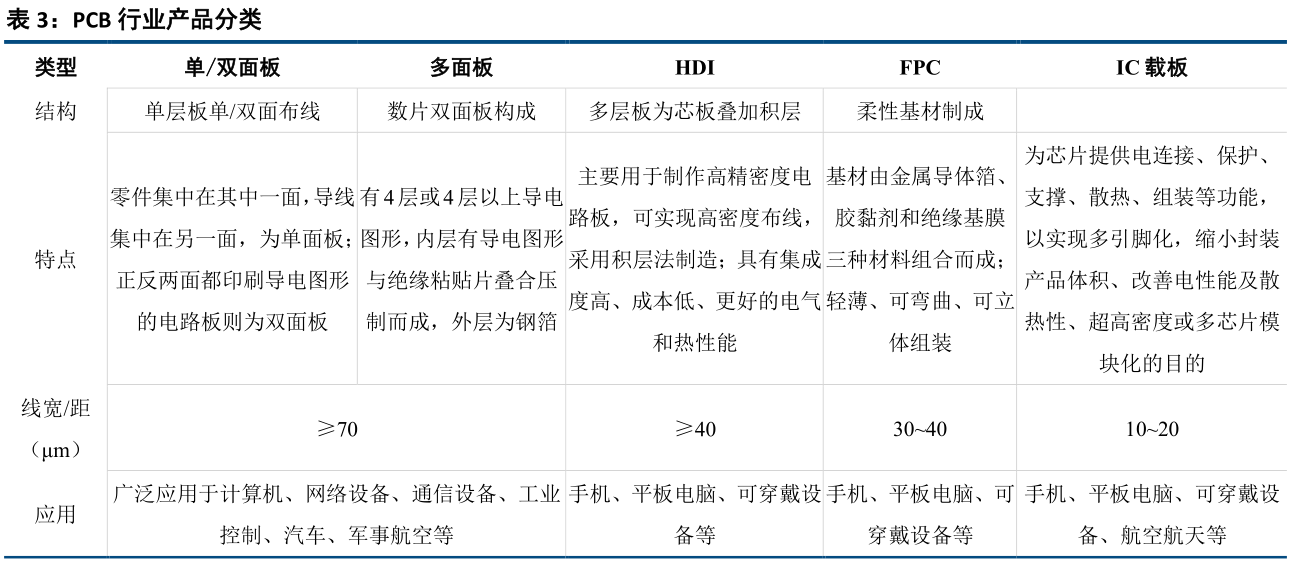 表 3：PCB 行业产品分类
类型 单/双面板 多面板 HDI FPC IC 载板
结构 单层板单/双面布线 数片双面板构成 多层板为芯板叠加积层 柔性基材制成
特点
零件集中在其中一面，导线
集中在另一面，为单面板；
正反两面都印刷导电图形
的电路板则为双面板
有 4 层或 4 层以上导电
图形，内层有导电图形
与绝缘粘贴片叠合压
制而成，外层为钢箔
主要用于制作高精密度电
路板，可实现高密度布线，
采用积层法制造；具有集成
度高、成本低、更好的电气
和热性能
基材由金属导体箔、
胶黏剂和绝缘基膜
三种材料组合而成；
轻薄、可弯曲、可立
体组装
为芯片提供电连接、保护、
支撑、散热、组装等功能，
以实现多引脚化，缩小封装
产品体积、改善电性能及散
热性、超高密度或多芯片模
块化的目的
线宽/距
（μm）
≥70 ≥40 30~40 10~20
应用
广泛应用于计算机、网络设备、通信设备、工业
控制、汽车、军事航空等
手机、平板电脑、可穿戴设
备等
手机、平板电脑、可
穿戴设备等
手机、平板电脑、可穿戴设
备、航空航天等